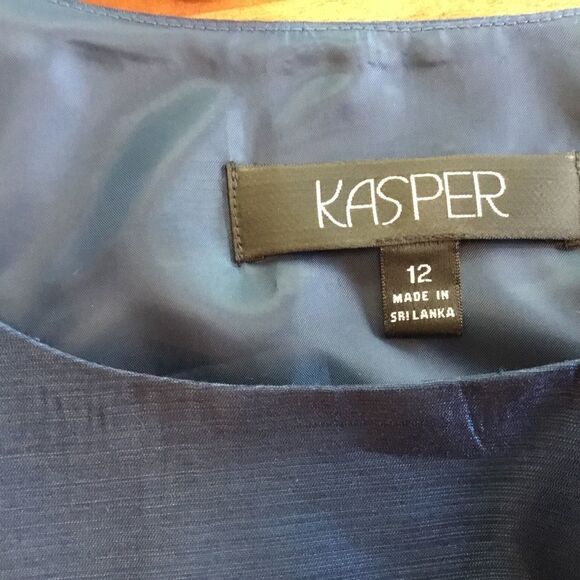 KASPER
12
MADE IN
SRI LANKA